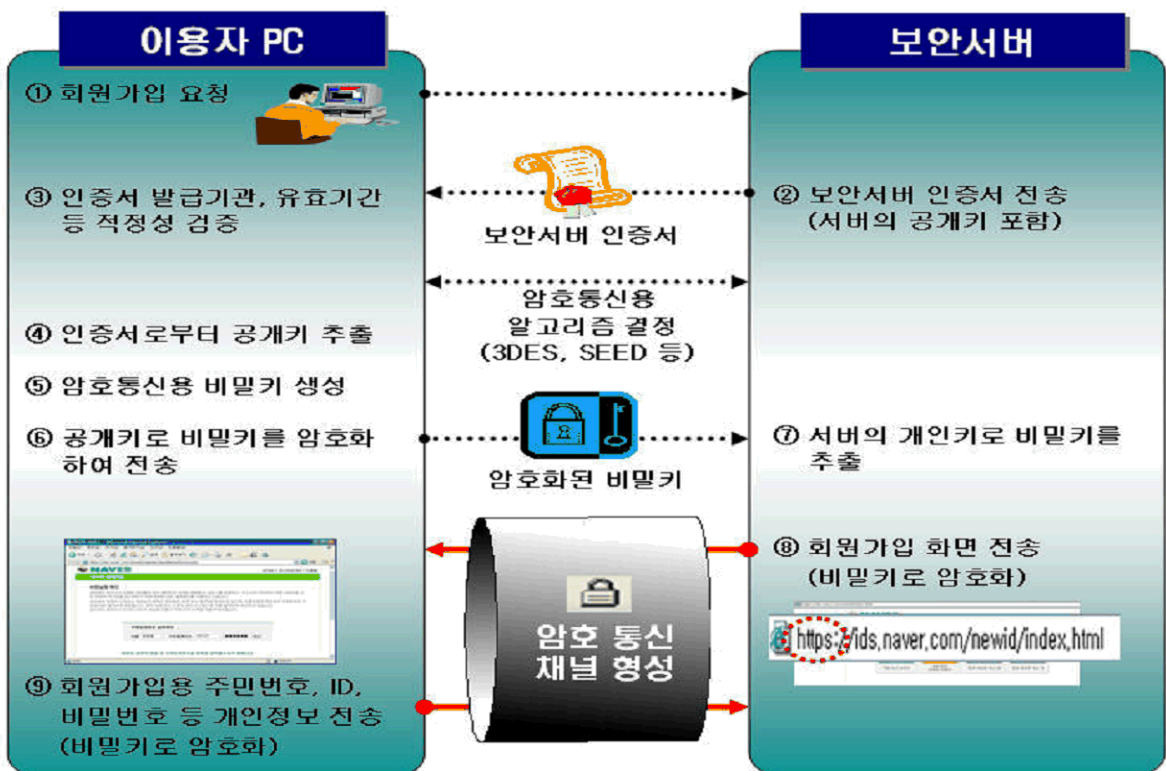 이용자 PC
보안서버
① 회원가입 요청
③ 인증서 발급기관, 유효기간
등 적정성 검증
보안서버 인증서
② 보안서버 인증서 전송
(서버의 공개키 포함)
암호통신용
알고리즘 결정
(3DES, SEED 등)
④ 인증서로부터 공개키 추출
⑤ 암호통신용 비밀키 생성
⑥ 공개키로 비밀키를 암호화
하여 전송
암호화된 비밀키
⑦ 서버의 개인키로 비밀키를
추출
NAVER
암호 통신
채널 형성
⑧ 회원가입 화면 전송
(비밀키로 암호화)
https://ids.naver.com/newid/index.html
⑨ 회원가입용 주민번호, ID,
비밀번호 등 개인정보 전송
(비밀키로 암호화)